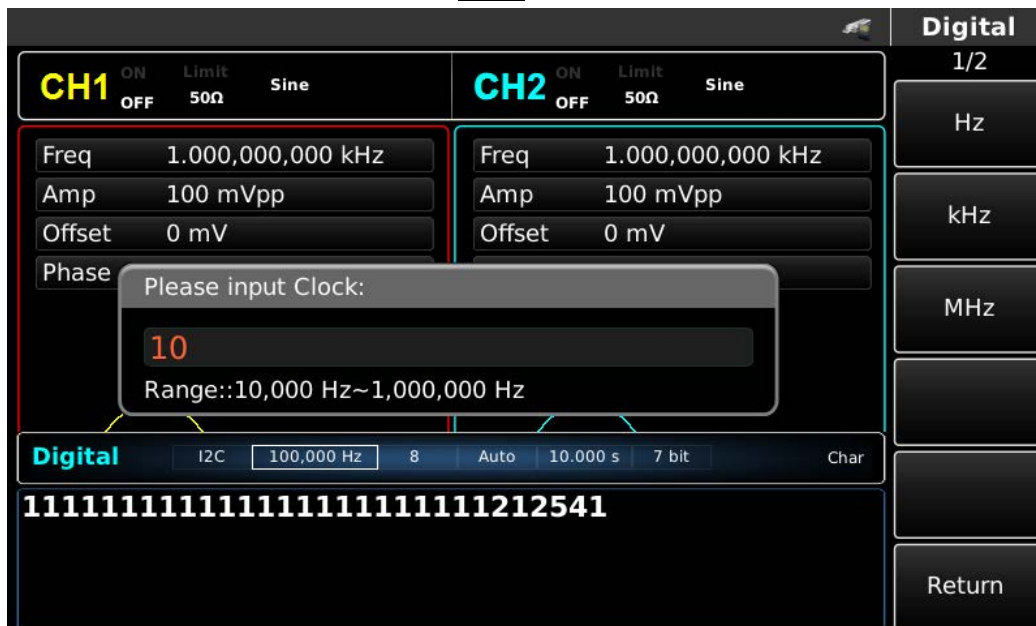 Digital
1/2
CH1 ON OFF Limit 50Ω Sine
CH2 ON OFF Limit 50Ω Sine
Freq 1.000,000,000 kHz
Amp 100 mVpp
Offset 0 mV
Phase
Freq 1.000,000,000 kHz
Amp 100 mVpp
Offset 0 mV
Please input Clock:
10
Range::10,000 Hz~1,000,000 Hz
Digital I2C 100,000 Hz 8 Auto 10.000 s 7 bit Char
1111111111111111111111111212541
Hz
kHz
MHz
Return